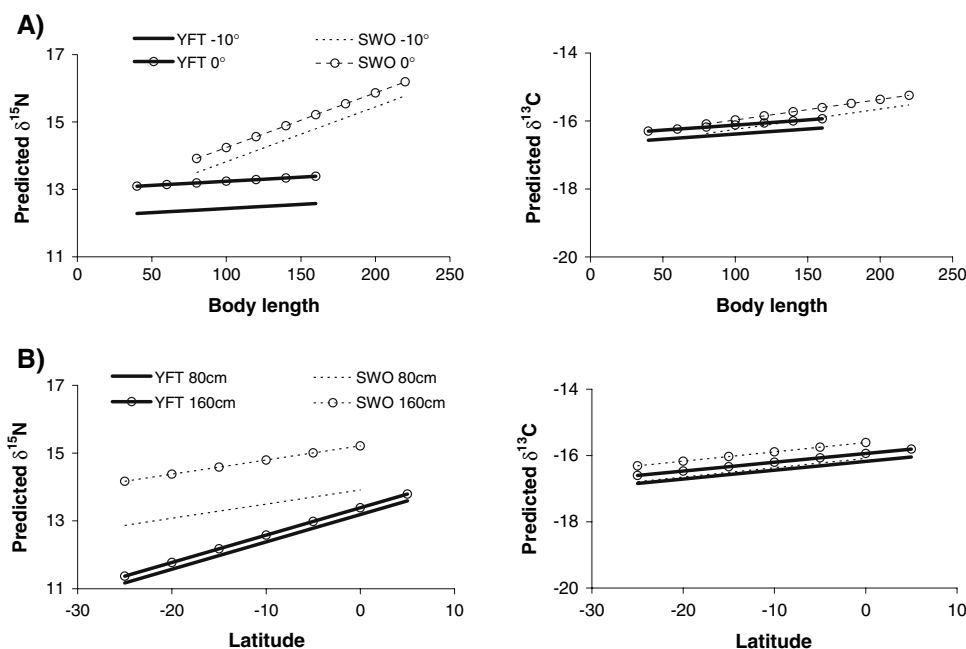 A)
YFT -10° SWO -10°
YFT 0° SWO 0°
17
15
13
11
Predicted δ15N
0 50 100 150 200 250
Body length
-14
-16
-18
-20
Predicted δ13C
0 50 100 150 200 250
Body length
B)
YFT 80cm SWO 80cm
YFT 160cm SWO 160cm
17
15
13
11
Predicted δ15N
-30 -20 -10 0 10
Latitude
-14
-16
-18
-20
Predicted δ13C
-30 -20 -10 0 10
Latitude